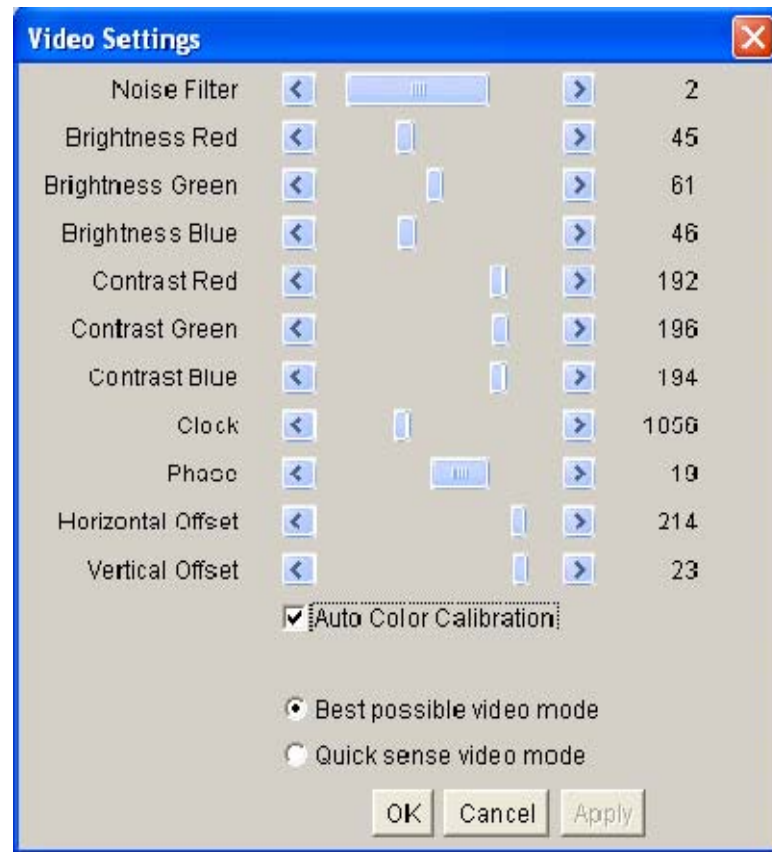 Video Settings
Noise Filter 2
Brightness Red 45
Brightness Green 61
Brightness Blue 46
Contrast Red 192
Contrast Green 196
Contrast Blue 194
Clock 1056
Phase 19
Horizontal Offset 214
Vertical Offset 23
Auto Color Calibration
Best possible video mode
Quick sense video mode
OK Cancel Apply